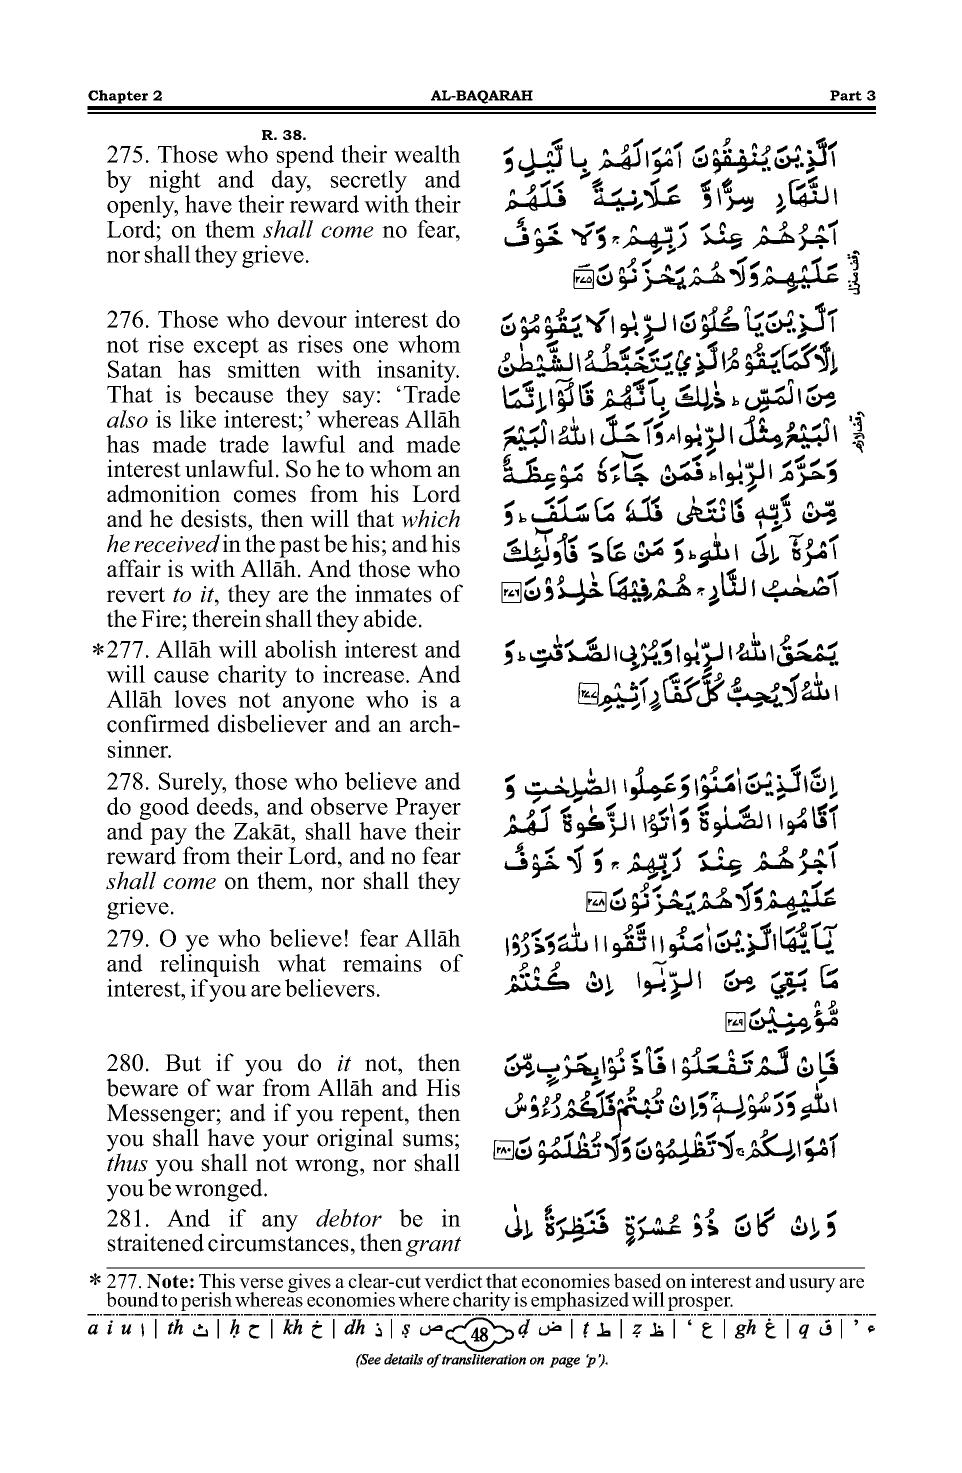 Chapter 2 AL-BAQARAH Part 3
R. 38.
275. Those who spend their wealth
by night and day, secretly and
openly, have their reward with their
Lord; on them shall come no fear,
nor shall they grieve.
اَلَّذِيْنَ يُنْفِقُوْنَ اَمْوَالَهُمْ بِالَّيْلِ وَ
النَّهَارِ سِرًّا وَّ عَلَانِيَةً فَلَهُمْ
اَجْرُهُمْ عِنْدَ رَبِّهِمْ ۚ وَلَا خَوْفٌ
عَلَيْهِمْ وَلَا هُمْ يَحْزَنُوْنَ ۲۷۵
276. Those who devour interest do
not rise except as rises one whom
Satan has smitten with insanity.
That is because they say: ‘Trade
also is like interest;’ whereas Allāh
has made trade lawful and made
interest unlawful. So he to whom an
admonition comes from his Lord
and he desists, then will that which
he received in the past be his; and his
affair is with Allāh. And those who
revert to it, they are the inmates of
the Fire; therein shall they abide.
اَلَّذِيْنَ يَاْكُلُوْنَ الرِّبٰوا لَا يَقُوْمُوْنَ
اِلَّا كَمَا يَقُوْمُ الَّذِيْ يَتَخَبَّطُهُ الشَّيْطٰنُ
مِنَ الْمَسِّ ؕ ذٰلِكَ بِاَنَّهُمْ قَالُوْۤا اِنَّمَا
الْبَيْعُ مِثْلُ الرِّبٰوا ۘ وَاَحَلَّ اللّٰهُ الْبَيْعَ
وَحَرَّمَ الرِّبٰوا ؕ فَمَنْ جَآءَهٗ مَوْعِظَةٌ
مِّنْ رَّبِّهٖ فَانْتَهٰى فَلَهٗ مَا سَلَفَ ؕ وَ
اَمْرُهٗۤ اِلَى اللّٰهِ ؕ وَ مَنْ عَادَ فَاُولٰٓئِكَ
اَصْحٰبُ النَّارِ ۚ هُمْ فِيْهَا خٰلِدُوْنَ ۲۷۶
*277. Allāh will abolish interest and
will cause charity to increase. And
Allāh loves not anyone who is a
confirmed disbeliever and an arch-
sinner.
يَمْحَقُ اللّٰهُ الرِّبٰوا وَيُرْبِي الصَّدَقٰتِ ؕ وَ
اللّٰهُ لَا يُحِبُّ كُلَّ كَفَّارٍ اَثِيْمٍ ۲۷۷
278. Surely, those who believe and
do good deeds, and observe Prayer
and pay the Zakāt, shall have their
reward from their Lord, and no fear
shall come on them, nor shall they
grieve.
اِنَّ الَّذِيْنَ اٰمَنُوْا وَعَمِلُوا الصّٰلِحٰتِ وَ
اَقَامُوا الصَّلٰوةَ وَاٰتَوُا الزَّكٰوةَ لَهُمْ
اَجْرُهُمْ عِنْدَ رَبِّهِمْ ۚ وَ لَا خَوْفٌ
عَلَيْهِمْ وَلَا هُمْ يَحْزَنُوْنَ ۲۷۸
279. O ye who believe! fear Allāh
and relinquish what remains of
interest, if you are believers.
يٰۤاَيُّهَا الَّذِيْنَ اٰمَنُوا اتَّقُوا اللّٰهَ وَذَرُوْا
مَا بَقِيَ مِنَ الرِّبٰۤوا اِنْ كُنْتُمْ
مُّؤْمِنِيْنَ ۲۷۹
280. But if you do it not, then
beware of war from Allāh and His
Messenger; and if you repent, then
you shall have your original sums;
thus you shall not wrong, nor shall
you be wronged.
فَاِنْ لَّمْ تَفْعَلُوْا فَاْذَنُوْا بِحَرْبٍ مِّنَ
اللّٰهِ وَرَسُوْلِهٖ ۚ وَاِنْ تُبْتُمْ فَلَكُمْ رُءُوْسُ
اَمْوَالِكُمْ ۚ لَا تَظْلِمُوْنَ وَلَا تُظْلَمُوْنَ ۲۸۰
281. And if any debtor be in
straitened circumstances, then grant
وَ اِنْ كَانَ ذُوْ عُسْرَةٍ فَنَظِرَةٌ اِلٰى
* 277. Note: This verse gives a clear-cut verdict that economies based on interest and usury are
bound to perish whereas economies where charity is emphasized will prosper.
a i u ا | th ث | ḥ ح | kh خ | dh ذ | ṣ ص 48 ḍ ض | ṭ ط | ẓ ظ | ‘ ع | gh غ | q ق | ’ ء
(See details of transliteration on page ‘p’).